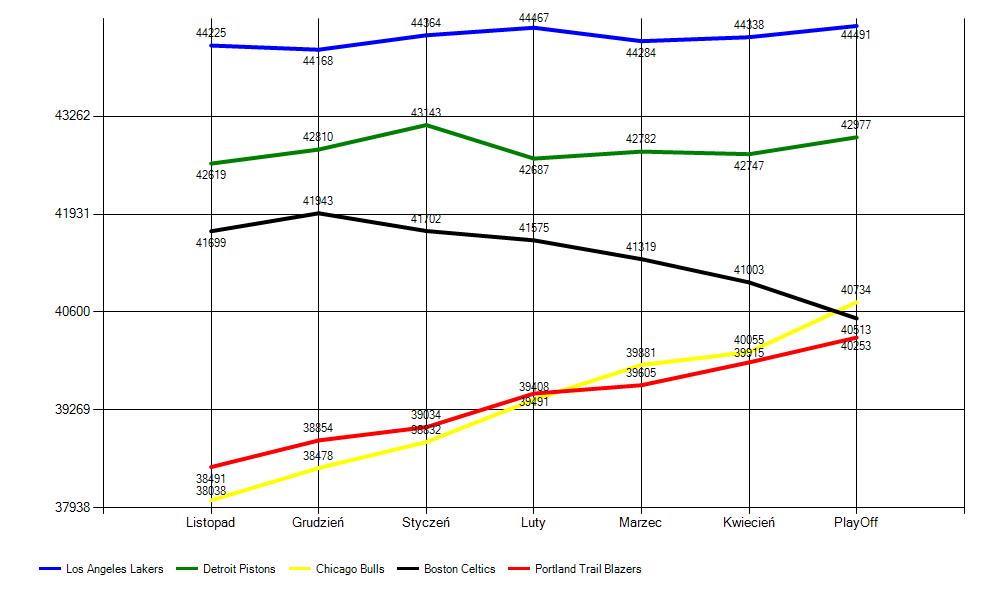 44225 44168 44364 44467 44284 44338 44491
43262
42619 42810 43143 42687 42782 42747 42977
41931
41699 41943 41702 41575 41319 41003 40513
40600
38038 38478 38832 39408 39881 40055 40734
39269
38491 38854 39034 39491 39605 39915 40253
37938
Listopad Grudzień Styczeń Luty Marzec Kwiecień PlayOff
Los Angeles Lakers Detroit Pistons Chicago Bulls Boston Celtics Portland Trail Blazers